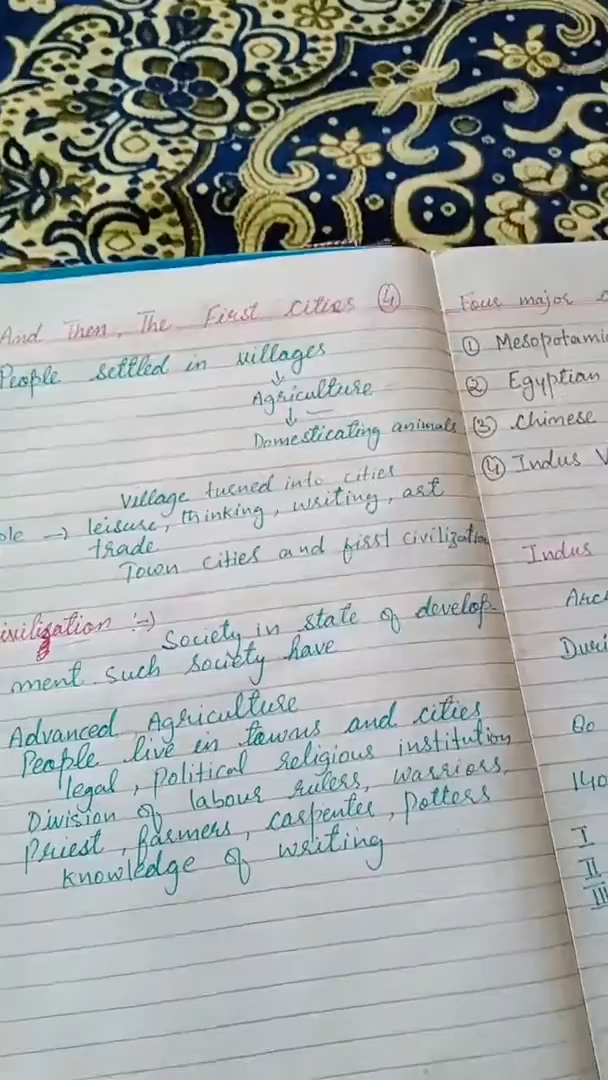 And Then, The First Cities ④
People settled in villages
↓
Agriculture
↓
Domesticating animals
Village turned into cities
→ leisure, thinking, writing, art
trade
Town cities and first civilization
:→
Society in state of develop-
ment such society have
Advanced Agriculture
People live in towns and cities
legal, political religious institution
Division of labour rulers, warriors,
Priest, farmers, carpenter, Potters
knowledge of writing
Four major
①
② Egyptian
③ Chinese
④ Indus
Indus
I
II
III